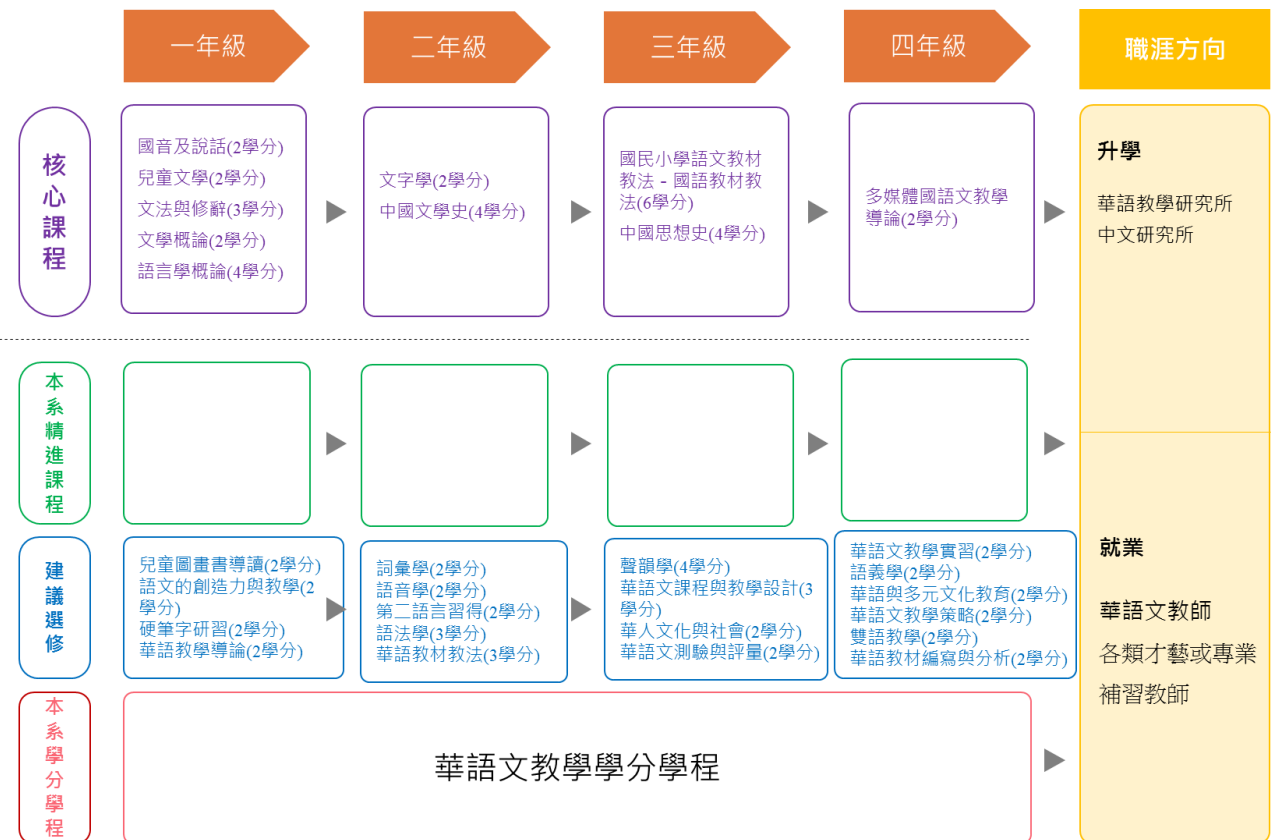 一年級
二年級
三年級
四年級
職涯方向
核心課程
國音及說話(2學分)
兒童文學(2學分)
文法與修辭(3學分)
文學概論(2學分)
語言學概論(4學分)
文字學(2學分)
中國文學史(4學分)
國民小學語文教材
教法－國語教材教
法(6學分)
中國思想史(4學分)
多媒體國語文教學
導論(2學分)
升學
華語教學研究所
中文研究所
本系精進課程
建議選修
兒童圖畫書導讀(2學分)
語文的創造力與教學(2
學分)
硬筆字研習(2學分)
華語教學導論(2學分)
詞彙學(2學分)
語音學(2學分)
第二語言習得(2學分)
語法學(3學分)
華語教材教法(3學分)
聲韻學(4學分)
華語文課程與教學設計(3
學分)
華人文化與社會(2學分)
華語文測驗與評量(2學分)
華語文教學實習(2學分)
語義學(2學分)
華語與多元文化教育(2學分)
華語文教學策略(2學分)
雙語教學(2學分)
華語教材編寫與分析(2學分)
就業
華語文教師
各類才藝或專業
補習教師
本系學分學程
華語文教學學分學程